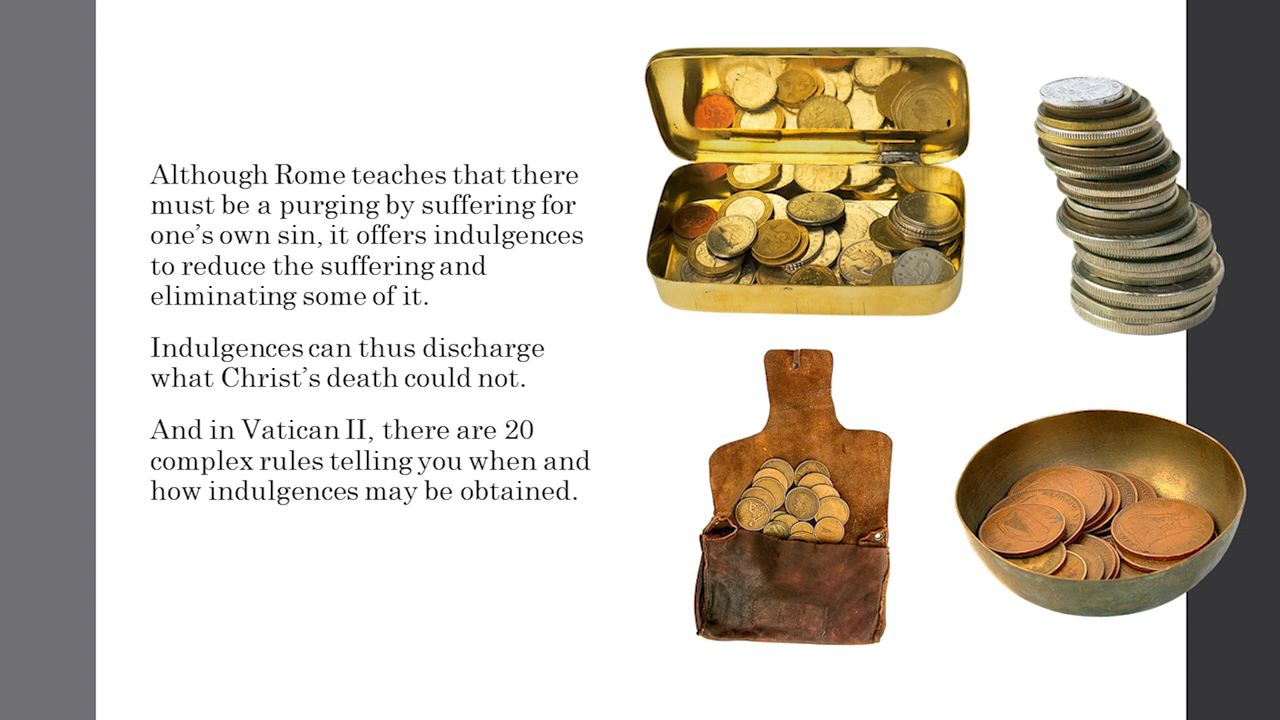 Although Rome teaches that there
must be a purging by suffering for
one's own sin, it offers indulgences
to reduce the suffering and
eliminating some of it.
Indulgences can thus discharge
what Christ's death could not.
And in Vatican II, there are 20
complex rules telling you when and
how indulgences may be obtained.